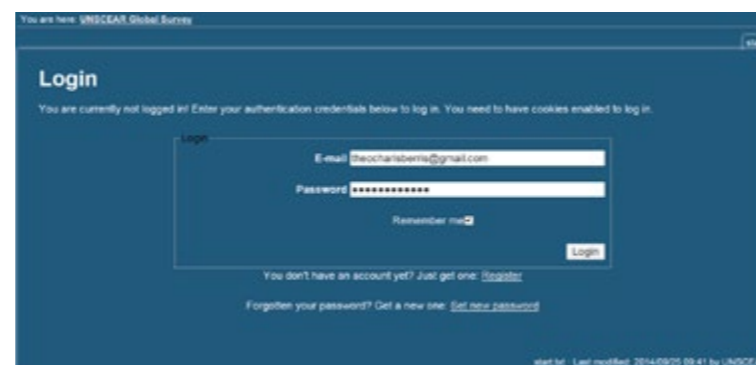 You are here: UNSCEAR Global Survey
Login
You are currently not logged in! Enter your authentication credentials below to log in. You need to have cookies enabled to log in.
Login
E-mail theocharisberris@gmail.com
Password ••••••••••••
Remember me
Login
You don't have an account yet? Just get one: Register
Forgotten your password? Get a new one: Set new password
start.txt · Last modified: 2014/09/25 09:41 by